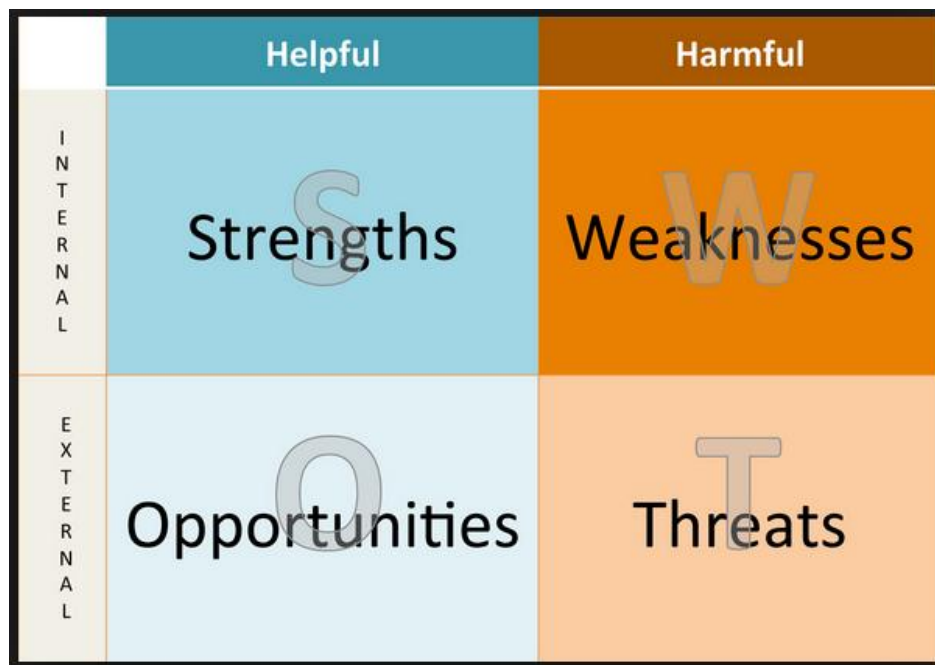 Helpful
Harmful
INTERNAL
S
Strengths
W
Weaknesses
EXTERNAL
O
Opportunities
T
Threats